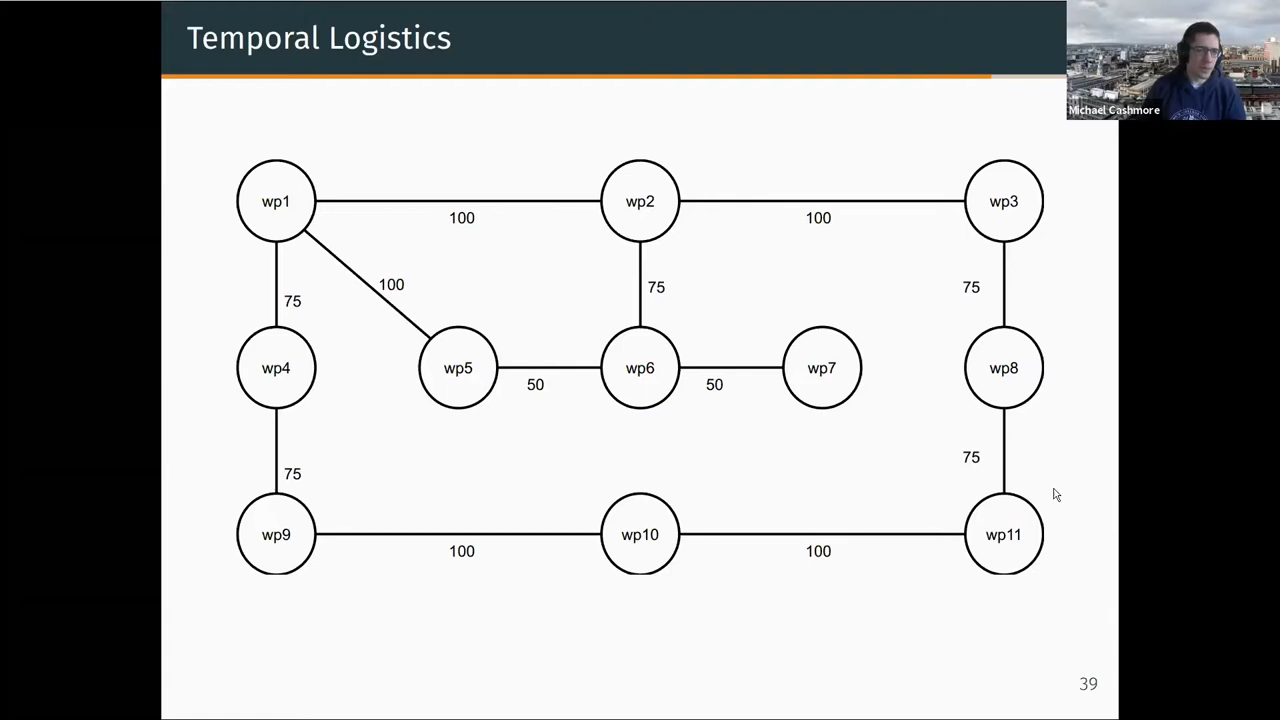 Temporal Logistics
Michael Cashmore
wp1
wp2
wp3
100
100
100
75
75
75
wp4
wp5
wp6
wp7
wp8
50
50
75
75
wp9
wp10
wp11
100
100
39